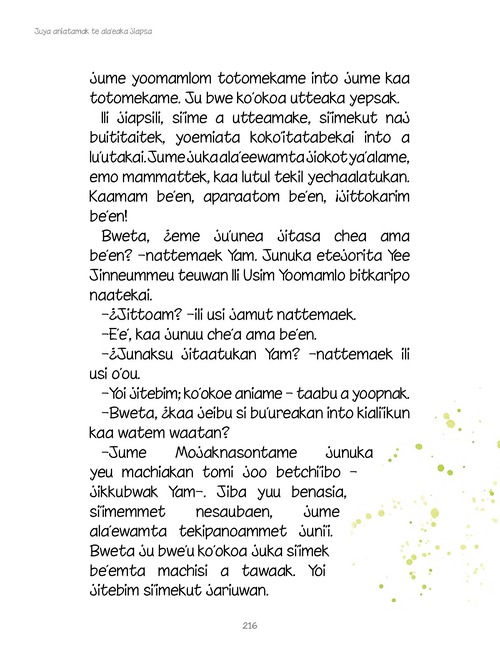 Juya aniatamak te ala'eaka jiapsa
jume yoomamlom totomekame into jume kaa
totomekame. Ju bwe ko'okoa utteaka yepsak.
Ili jiapsili, si'ime a utteamake, si'imekut naj
buititaitek, yoemiata koko'itatabekai into a
lu'utakai. Jume juka ala'eewamta jiokot ya'alame,
emo mammattek, kaa lutul tekil yechaalatukan.
Kaamam be'en, aparaatom be'en, ¡jittokarim
be'en!
Bweta, ¿eme ju'unea jitasa chea ama
be'en? –nattemaek Yam. Junuka etejorita Yee
Jinneummeu teuwan Ili Usim Yoomamlo bitkaripo
naatekai.
–¿Jittoam? –ili usi jamut nattemaek.
–E'e', kaa junuu che'a ama be'en.
–¿Junaksu jitaatukan Yam? –nattemaek ili
usi o'ou.
–Yoi jitebim; ko'okoe aniame – taabu a yoopnak.
–Bweta, ¿kaa jeibu si bu'ureakan into kiali'ikun
kaa watem waatan?
–Jume Mojaknasontame junuka
yeu machiakan tomi joo betchi'ibo –
jikkubwak Yam–. Jiba yuu benasia,
si'imemmet nesaubaen, jume
ala'ewamta tekipanoammet juni'i.
Bweta ju bwe'u ko'okoa juka si'imek
be'emta machisi a tawaak. Yoi
jitebim si'imekut jariuwan.
216